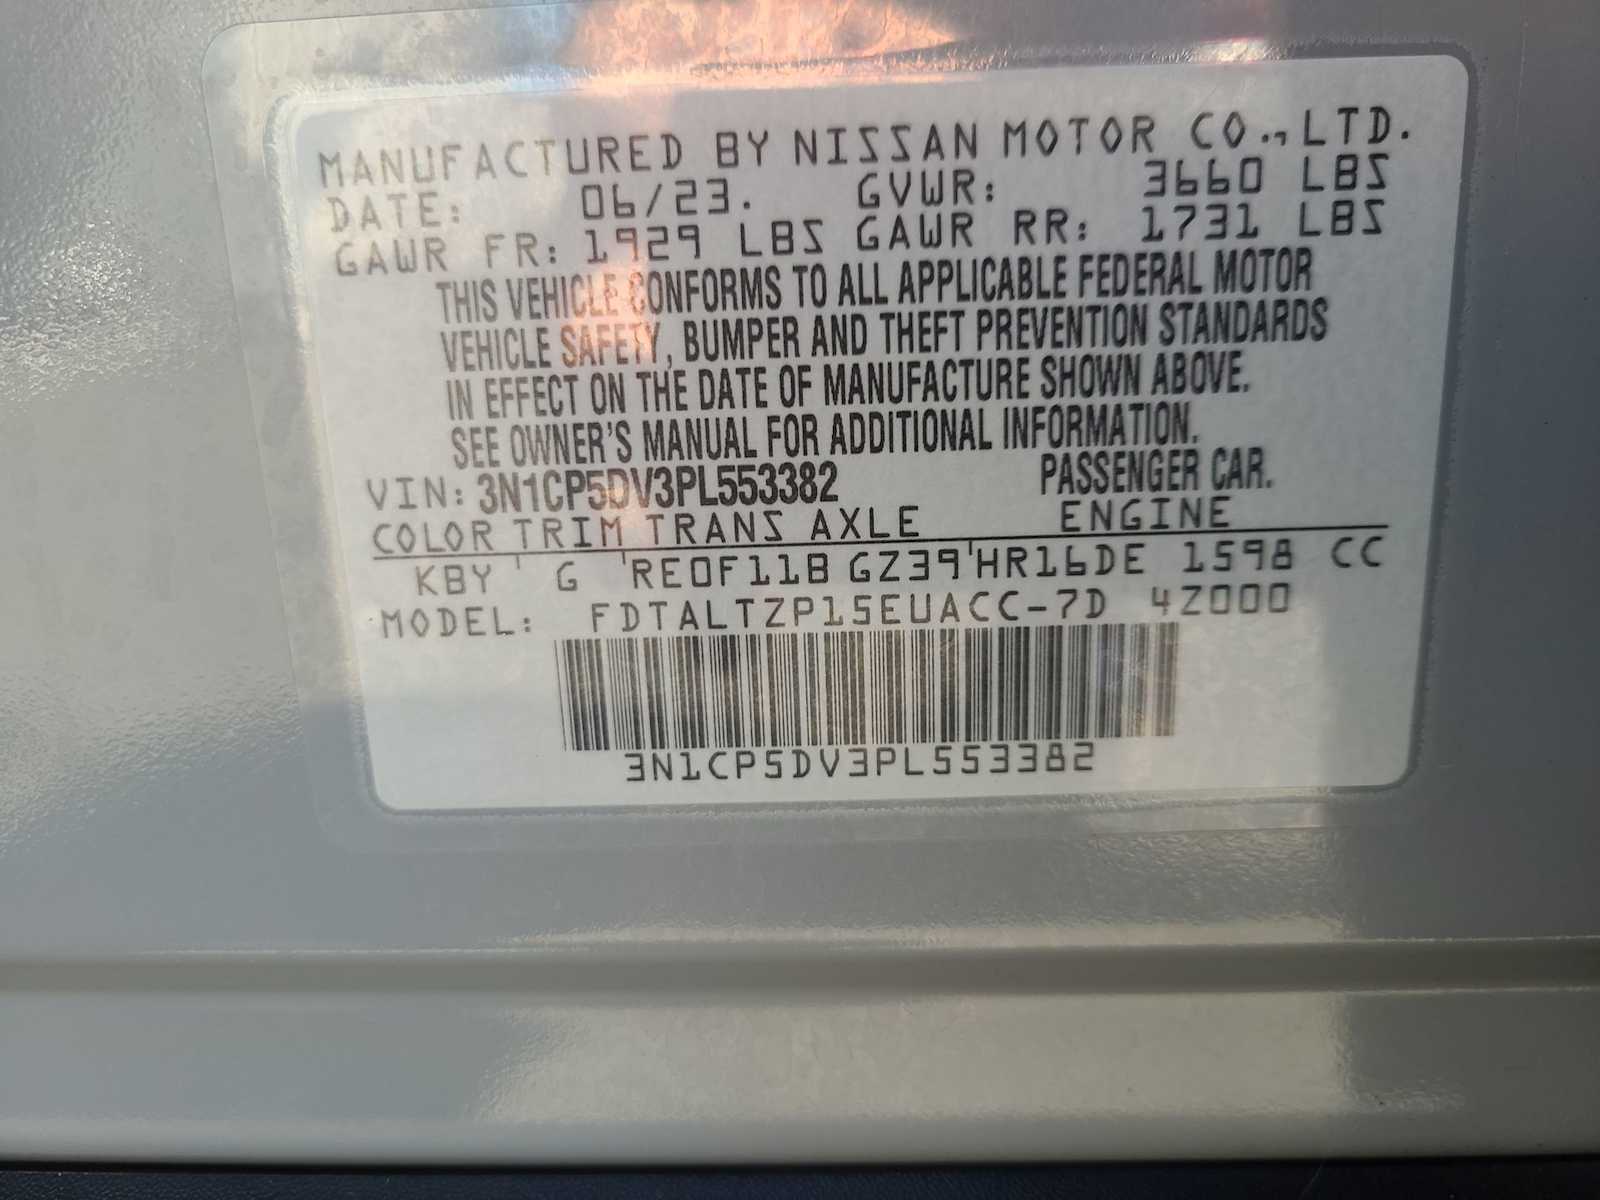 MANUFACTURED BY NISSAN MOTOR CO.,LTD.
DATE: 06/23. GVWR: 3660 LBS
GAWR FR: 1929 LBS GAWR RR: 1731 LBS
THIS VEHICLE CONFORMS TO ALL APPLICABLE FEDERAL MOTOR
VEHICLE SAFETY, BUMPER AND THEFT PREVENTION STANDARDS
IN EFFECT ON THE DATE OF MANUFACTURE SHOWN ABOVE.
SEE OWNER'S MANUAL FOR ADDITIONAL INFORMATION.
VIN: 3N1CP5DV3PL553382 PASSENGER CAR.
COLOR TRIM TRANS AXLE ENGINE
KBY ' G 'RE0F11B GZ39'HR16DE 1598 CC
MODEL: FDTALTZP15EUACC-7D 4Z000
3N1CP5DV3PL553382